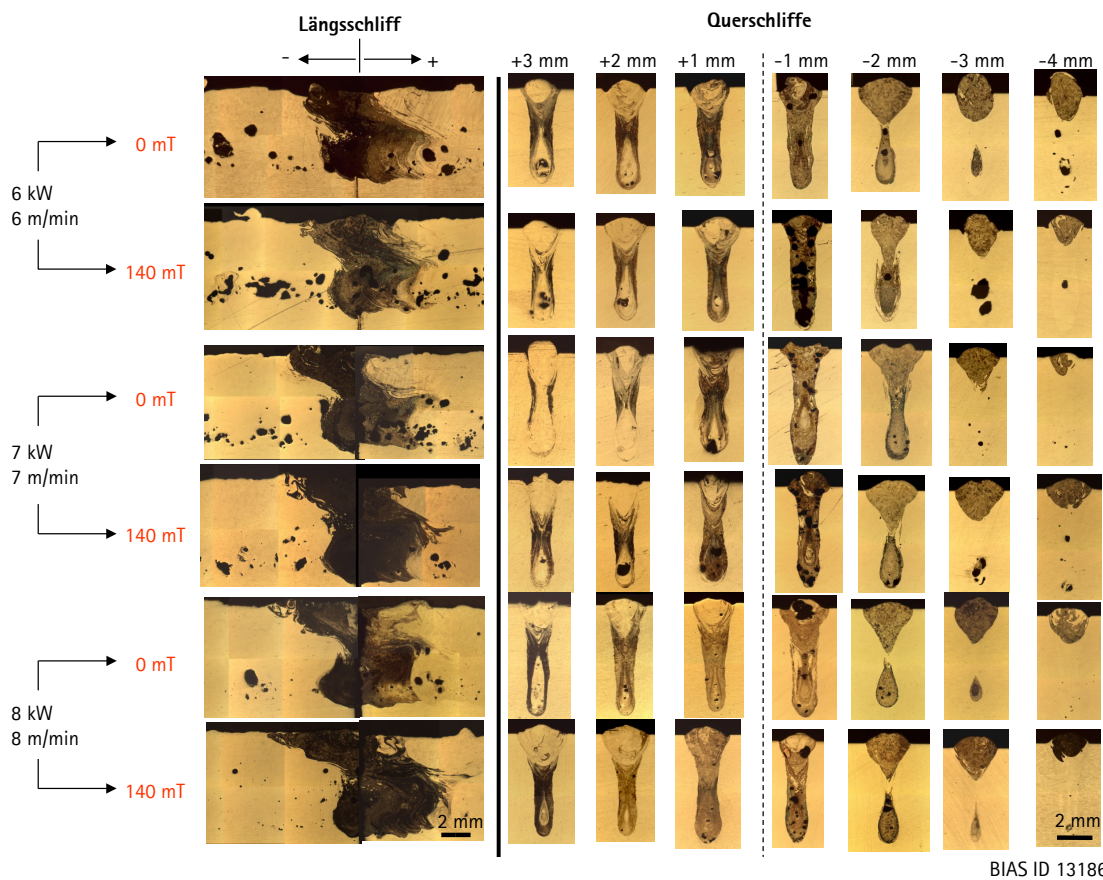 Längsschliff
Querschliffe
- +
+3 mm +2 mm +1 mm -1 mm -2 mm -3 mm -4 mm
0 mT
6 kW
6 m/min
140 mT
0 mT
7 kW
7 m/min
140 mT
0 mT
8 kW
8 m/min
140 mT
2 mm
2 mm
BIAS ID 13186